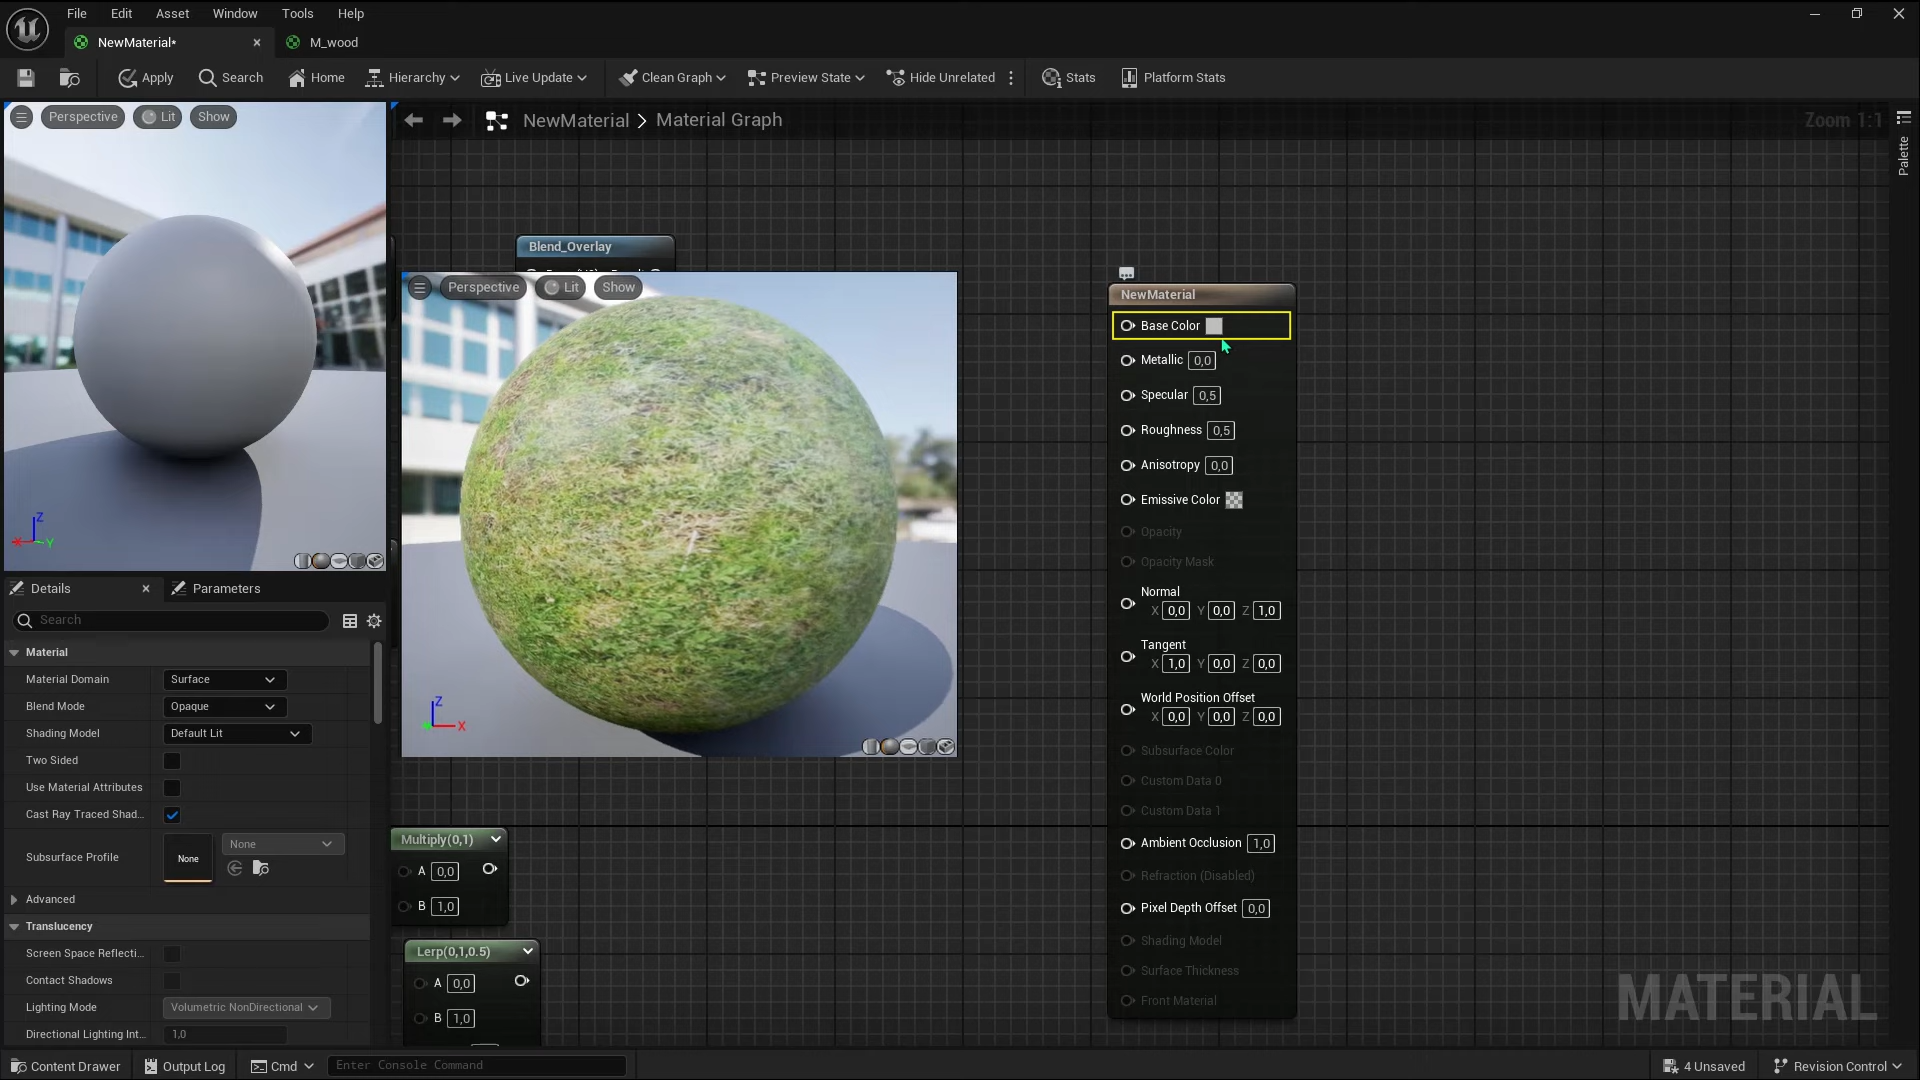 File Edit Asset Window Tools Help
NewMaterial* M_wood
Apply Search Home Hierarchy Live Update Clean Graph Preview State Hide Unrelated Stats Platform Stats
Perspective Lit Show
NewMaterial > Material Graph
Zoom 1:1
Palette
Blend_Overlay
Perspective Lit Show
Z
X
Z
X Y
NewMaterial
Base Color
Metallic 0,0
Specular 0,5
Roughness 0,5
Anisotropy 0,0
Emissive Color
Opacity
Opacity Mask
Normal
X 0,0 Y 0,0 Z 1,0
Tangent
X 1,0 Y 0,0 Z 0,0
World Position Offset
X 0,0 Y 0,0 Z 0,0
Subsurface Color
Custom Data 0
Custom Data 1
Ambient Occlusion 1,0
Refraction (Disabled)
Pixel Depth Offset 0,0
Shading Model
Surface Thickness
Front Material
Multiply(0,1)
A 0,0
B 1,0
Lerp(0,1,0.5)
A 0,0
B 1,0
MATERIAL
Details Parameters
Search
Material
Material Domain Surface
Blend Mode Opaque
Shading Model Default Lit
Two Sided
Use Material Attributes
Cast Ray Traced Shad...
Subsurface Profile None None
Advanced
Translucency
Screen Space Reflecti...
Contact Shadows
Lighting Mode Volumetric NonDirectional
Directional Lighting Int... 1,0
Content Drawer Output Log Cmd Enter Console Command 4 Unsaved Revision Control